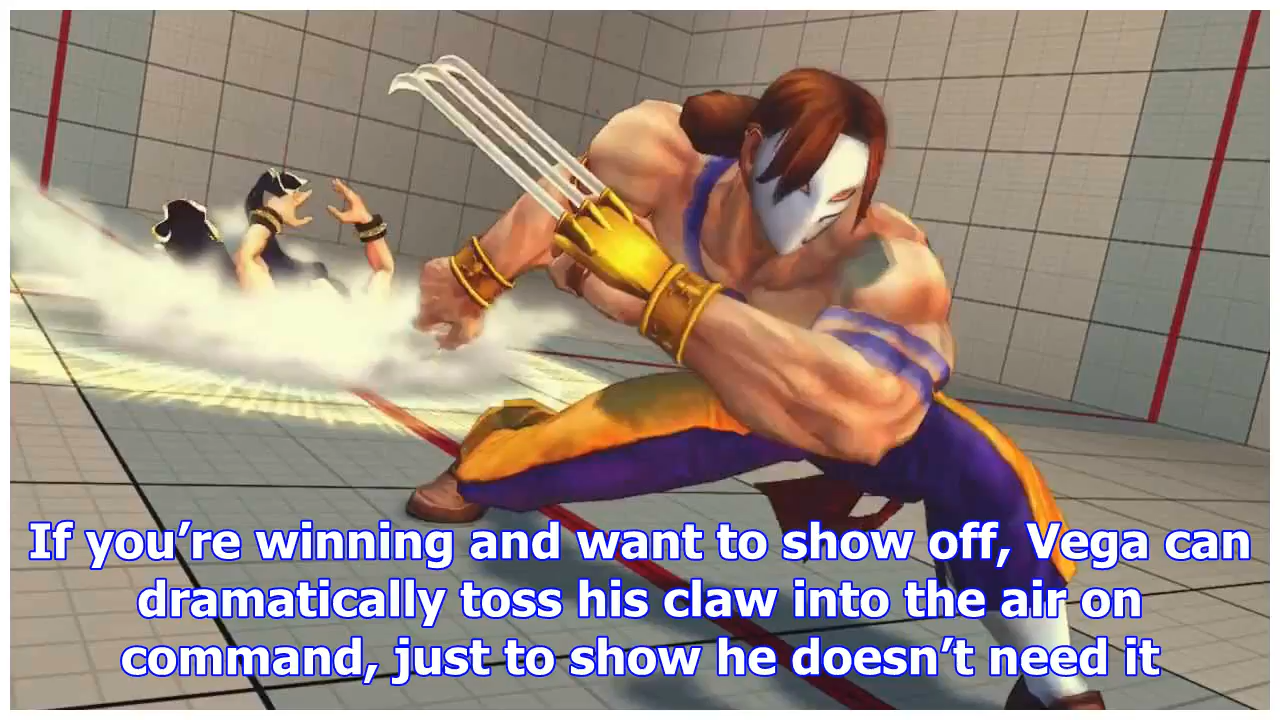 If you’re winning and want to show off, Vega can
dramatically toss his claw into the air on
command, just to show he doesn’t need it